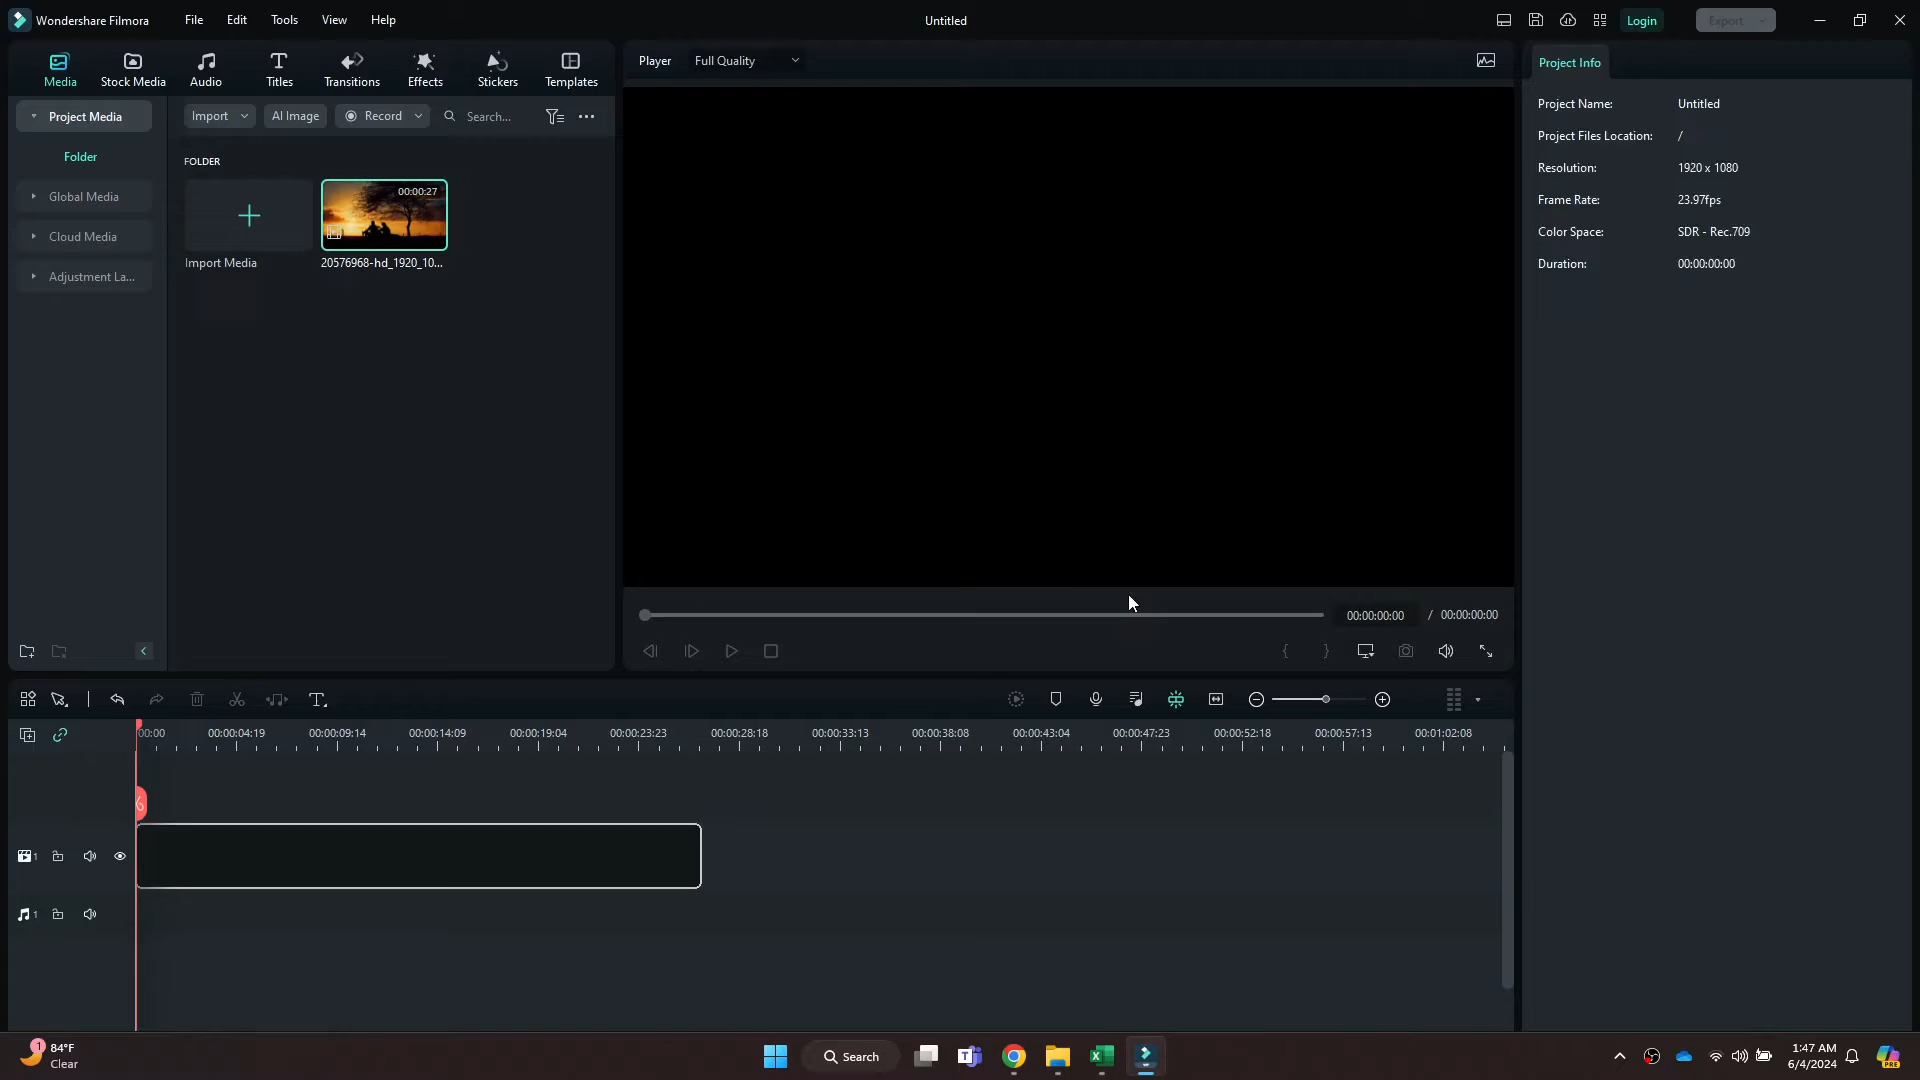 Wondershare Filmora
File
Edit
Tools
View
Help
Untitled
Login
Export
Media
Stock Media
Audio
Titles
Transitions
Effects
Stickers
Templates
Player
Full Quality
Project Info
Project Media
Folder
Global Media
Cloud Media
Adjustment La...
Import
AI Image
Record
Search...
FOLDER
00:00:27
Import Media
20576968-hd_1920_10...
Project Name: Untitled
Project Files Location: /
Resolution: 1920 x 1080
Frame Rate: 23.97fps
Color Space: SDR - Rec.709
Duration: 00:00:00:00
00:00:00:00 / 00:00:00:00
00:00
00:00:04:19
00:00:09:14
00:00:14:09
00:00:19:04
00:00:23:23
00:00:28:18
00:00:33:13
00:00:38:08
00:00:43:04
00:00:47:23
00:00:52:18
00:00:57:13
00:01:02:08
1
1
1
84°F
Clear
Search
1:47 AM
6/4/2024
PRE